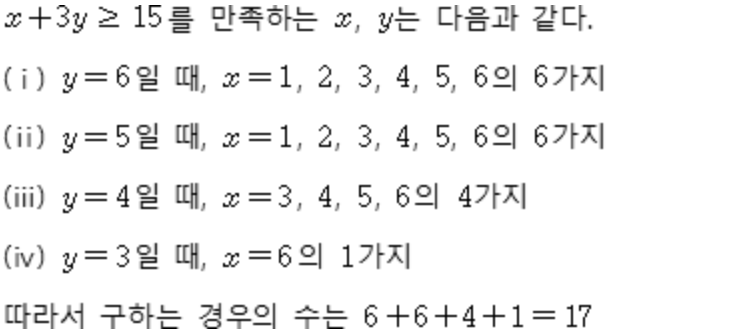 x+3y≥ 15를 만족하는 x, y는 다음과 같다.
(ⅰ) y=6일 때, x=1, 2, 3, 4, 5, 6의 6가지
(ⅱ) y=5일 때, x=1, 2, 3, 4, 5, 6의 6가지
(ⅲ) y=4일 때, x=3, 4, 5, 6의 4가지
(ⅳ) y=3일 때, x=6의 1가지
따라서 구하는 경우의 수는 6+6+4+1=17